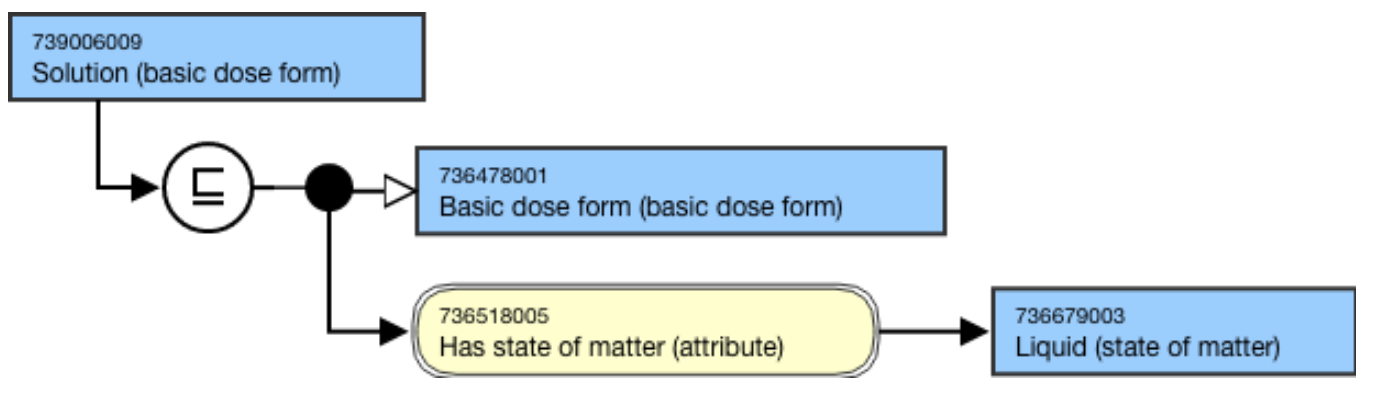 739006009
Solution (basic dose form)
⊑
736478001
Basic dose form (basic dose form)
736518005
Has state of matter (attribute)
736679003
Liquid (state of matter)